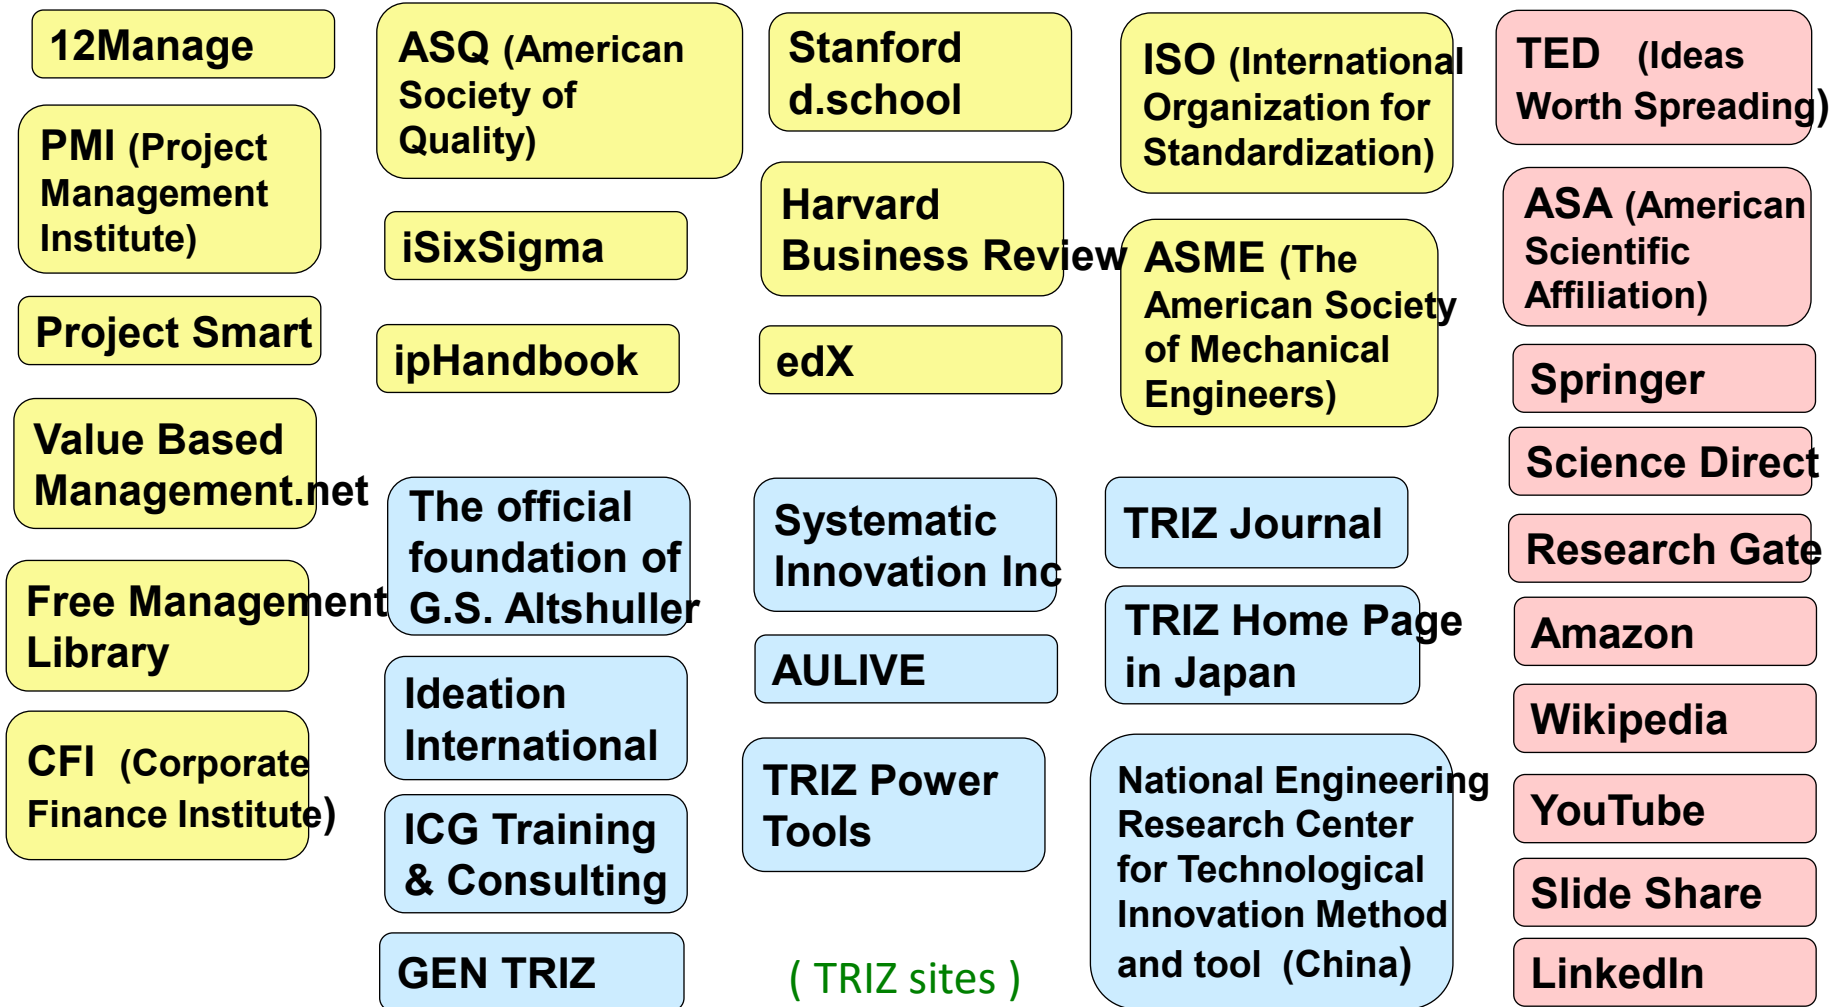 12Manage
PMI (Project
Management
Institute)
Project Smart
Value Based
Management.net
Free Management
Library
CFI (Corporate
Finance Institute)
ASQ (American
Society of
Quality)
iSixSigma
ipHandbook
Stanford
d.school
Harvard
Business Review
edX
ISO (International
Organization for
Standardization)
ASME (The
American Society
of Mechanical
Engineers)
The official
foundation of
G.S. Altshuller
Ideation
International
ICG Training
& Consulting
GEN TRIZ
Systematic
Innovation Inc
AULIVE
TRIZ Power
Tools
( TRIZ sites )
TRIZ Journal
TRIZ Home Page
in Japan
National Engineering
Research Center
for Technological
Innovation Method
and tool (China)
TED (Ideas
Worth Spreading)
ASA (American
Scientific
Affiliation)
Springer
Science Direct
Research Gate
Amazon
Wikipedia
YouTube
Slide Share
LinkedIn